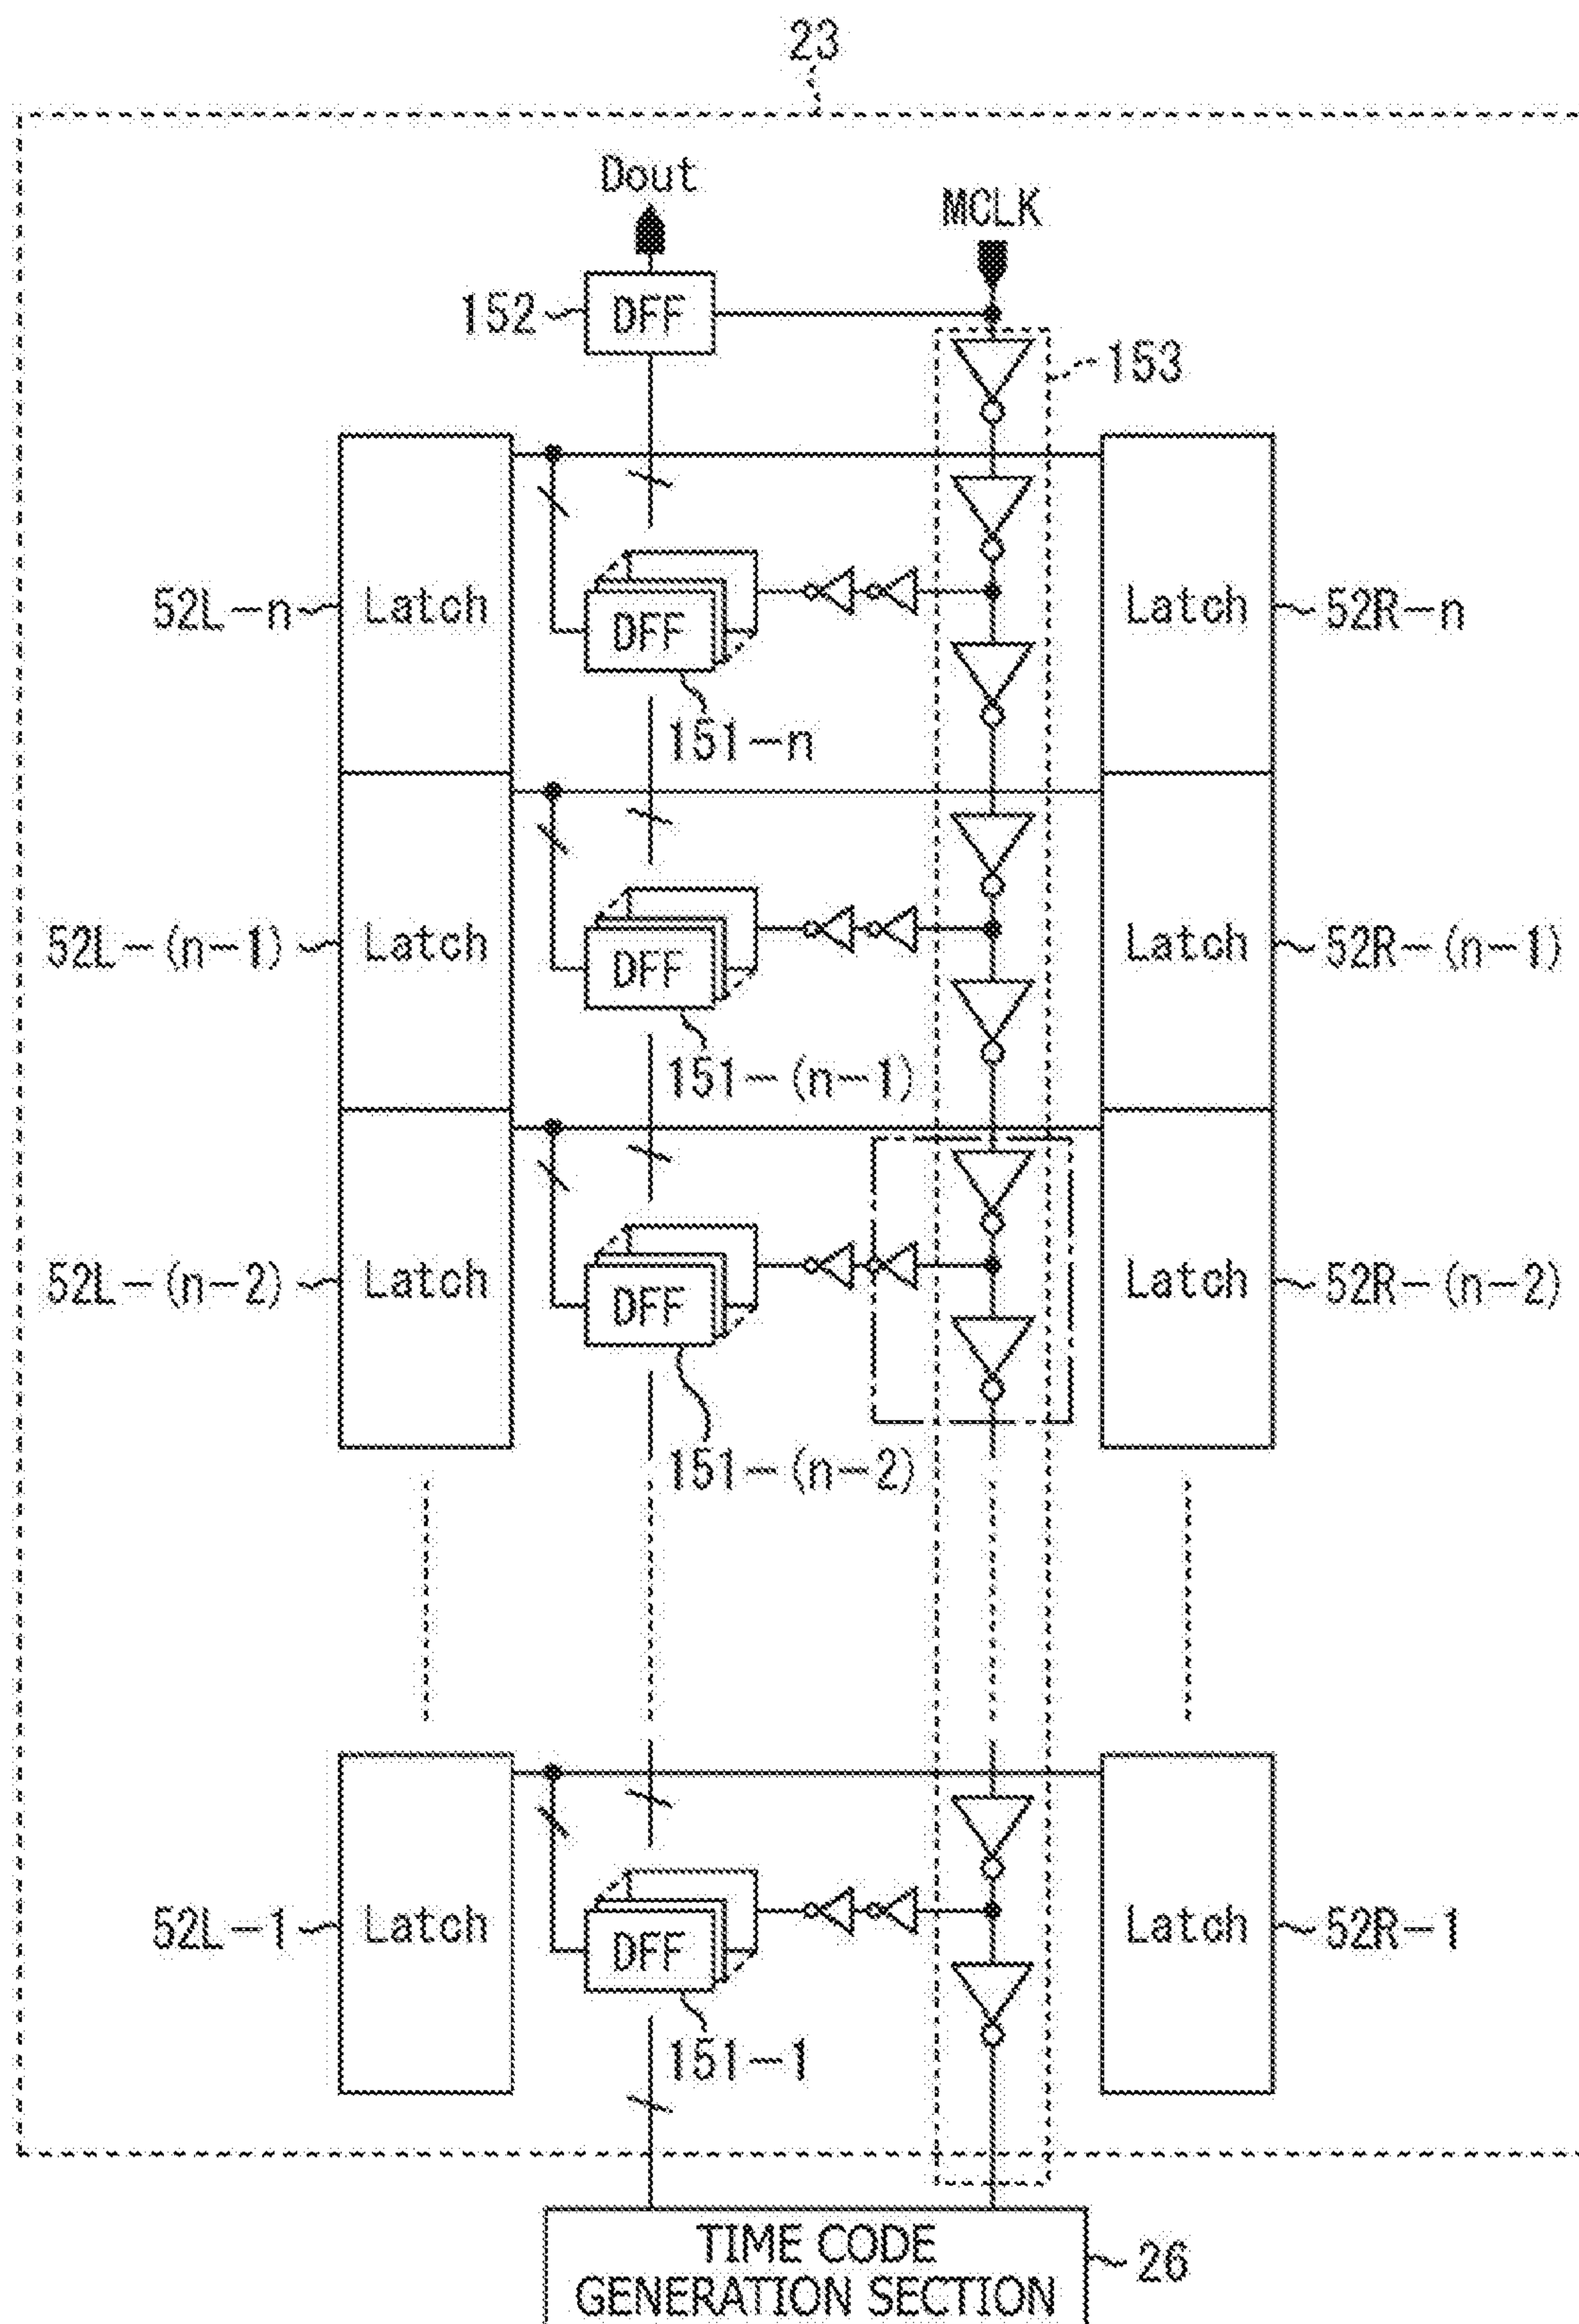 23
Dout
MCLK
152
DFF
153
52L-n
Latch
DFF
Latch
52R-n
151-n
52L-(n-1)
Latch
DFF
Latch
52R-(n-1)
151-(n-1)
52L-(n-2)
Latch
DFF
Latch
52R-(n-2)
151-(n-2)
52L-1
Latch
DFF
Latch
52R-1
151-1
TIME CODE
GENERATION SECTION
26